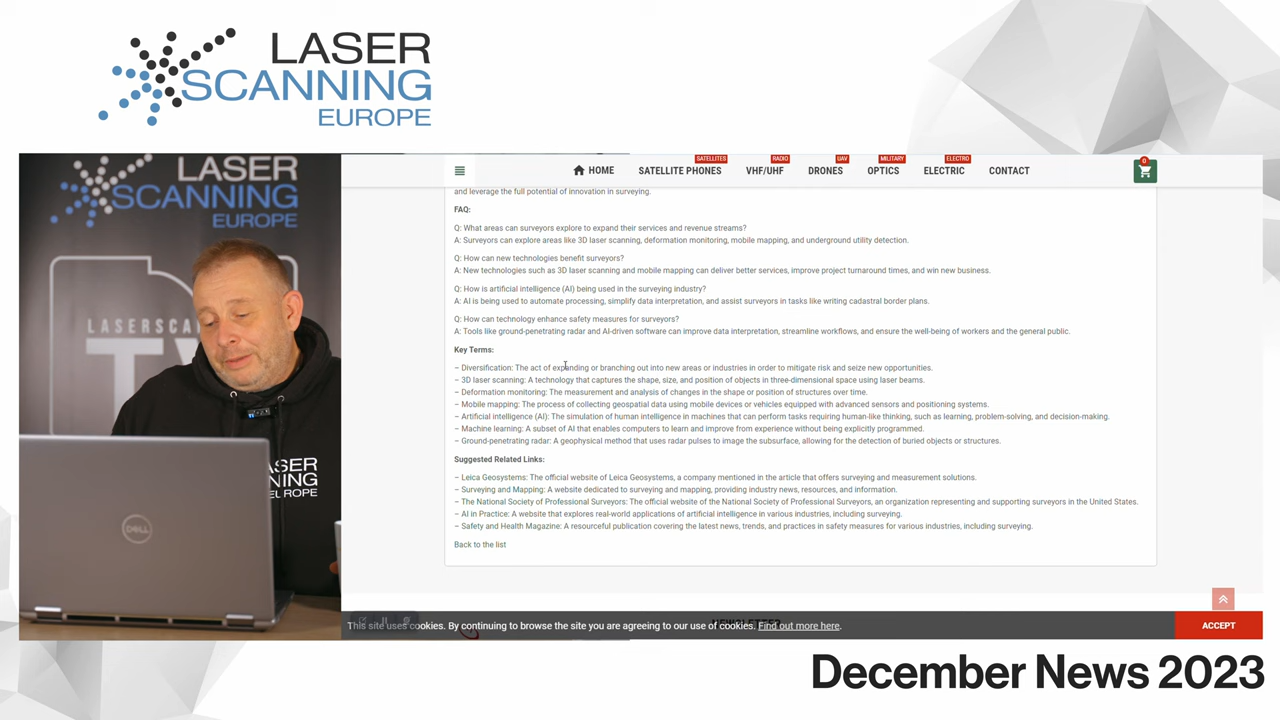 LASER
SCANNING
EUROPE
LASER
SCANNING
EUROPE
LASERSCA
TV
DELL
EUROPE
SATELLITES
RADIO
UAV
MILITARY
ELECTRO
0
HOME
SATELLITE PHONES
VHF/UHF
DRONES
OPTICS
ELECTRIC
CONTACT
and leverage the full potential of innovation in surveying.
FAQ:
Q: What areas can surveyors explore to expand their services and revenue streams?
A: Surveyors can explore areas like 3D laser scanning, deformation monitoring, mobile mapping, and underground utility detection.
Q: How can new technologies benefit surveyors?
A: New technologies such as 3D laser scanning and mobile mapping can deliver better services, improve project turnaround times, and win new business.
Q: How is artificial intelligence (AI) being used in the surveying industry?
A: AI is being used to automate processing, simplify data interpretation, and assist surveyors in tasks like writing cadastral border plans.
Q: How can technology enhance safety measures for surveyors?
A: Tools like ground-penetrating radar and AI-driven software can improve data interpretation, streamline workflows, and ensure the well-being of workers and the general public.
Key Terms:
– Diversification: The act of expanding or branching out into new areas or industries in order to mitigate risk and seize new opportunities.
– 3D laser scanning: A technology that captures the shape, size, and position of objects in three-dimensional space using laser beams.
– Deformation monitoring: The measurement and analysis of changes in the shape or position of structures over time.
– Mobile mapping: The process of collecting geospatial data using mobile devices or vehicles equipped with advanced sensors and positioning systems.
– Artificial intelligence (AI): The simulation of human intelligence in machines that can perform tasks requiring human-like thinking, such as learning, problem-solving, and decision-making.
– Machine learning: A subset of AI that enables computers to learn and improve from experience without being explicitly programmed.
– Ground-penetrating radar: A geophysical method that uses radar pulses to image the subsurface, allowing for the detection of buried objects or structures.
Suggested Related Links:
– Leica Geosystems: The official website of Leica Geosystems, a company mentioned in the article that offers surveying and measurement solutions.
– Surveying and Mapping: A website dedicated to surveying and mapping, providing industry news, resources, and information.
– The National Society of Professional Surveyors: The official website of the National Society of Professional Surveyors, an organization representing and supporting surveyors in the United States.
– AI in Practice: A website that explores real-world applications of artificial intelligence in various industries, including surveying.
– Safety and Health Magazine: A resourceful publication covering the latest news, trends, and practices in safety measures for various industries, including surveying.
Back to the list
This site uses cookies. By continuing to browse the site you are agreeing to our use of cookies. Find out more here.
ACCEPT
December News 2023